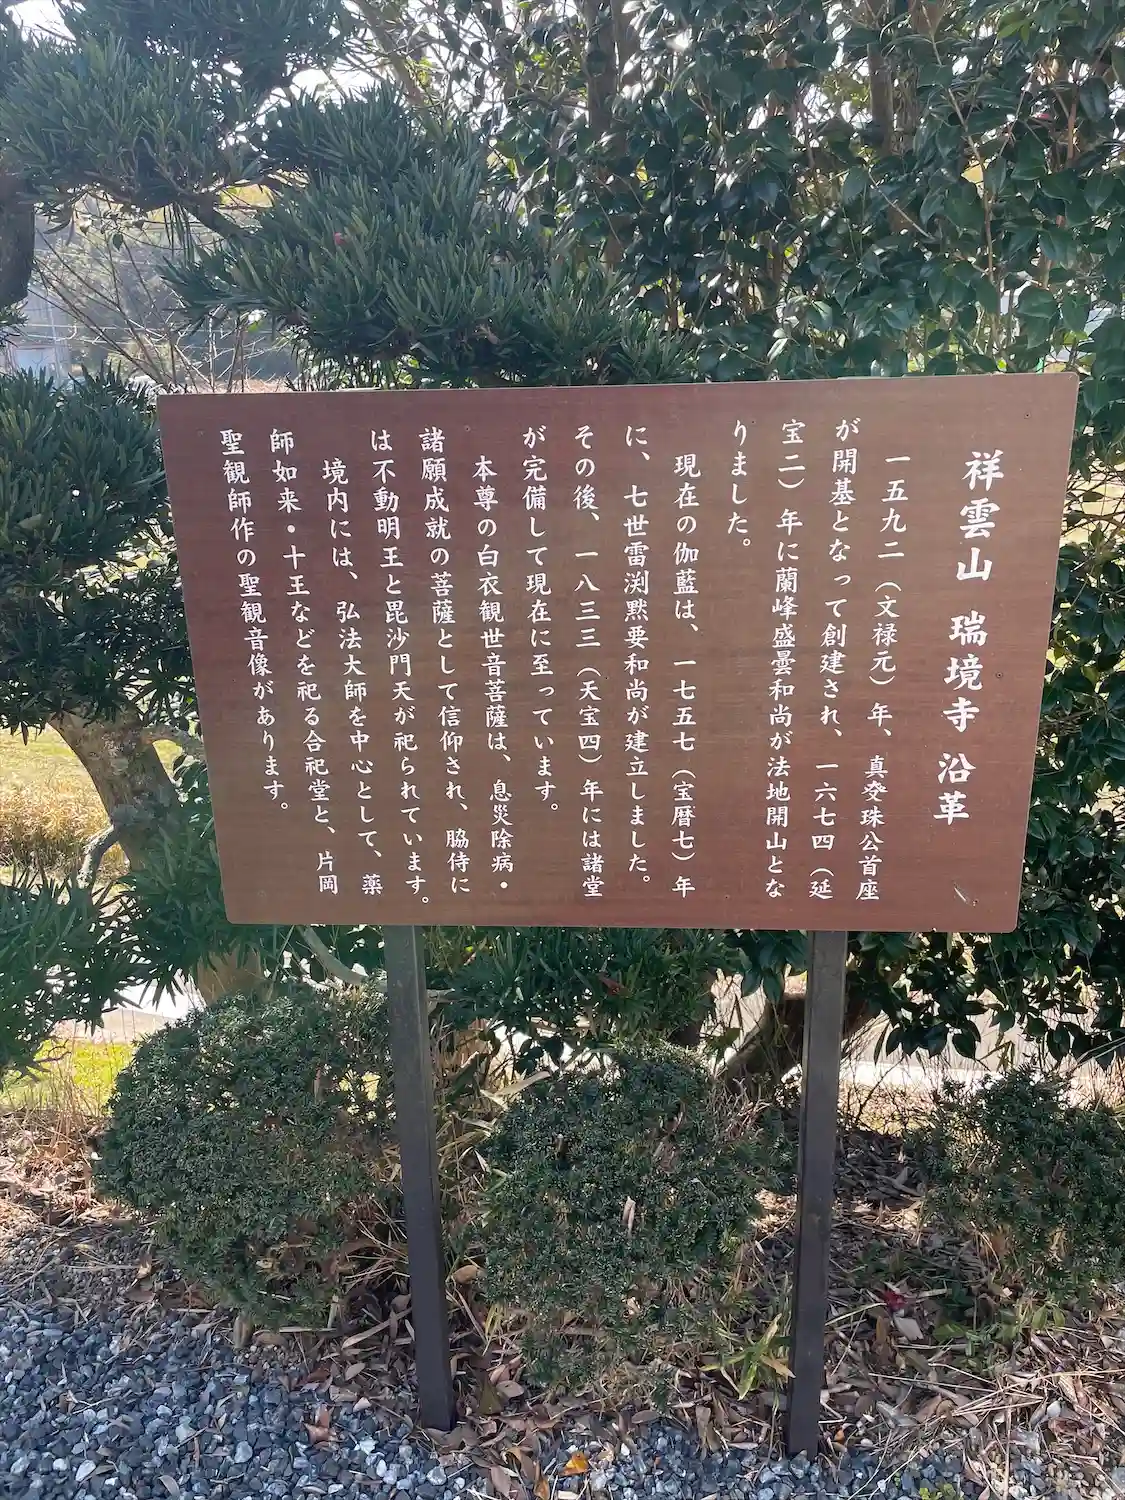 祥雲山 瑞境寺 沿革
一五九二（文禄元）年、真癸珠公首座
が開基となって創建され、一六七四（延
宝二）年に蘭峰盛曇和尚が法地開山とな
りました。
現在の伽藍は、一七五七（宝暦七）年
に、七世雷渕黙要和尚が建立しました。
その後、一八三三（天宝四）年には諸堂
が完備して現在に至っています。
本尊の白衣観世音菩薩は、息災除病・
諸願成就の菩薩として信仰され、脇侍に
は不動明王と毘沙門天が祀られています。
境内には、弘法大師を中心として、薬
師如来・十王などを祀る合祀堂と、片岡
聖観師作の聖観音像があります。